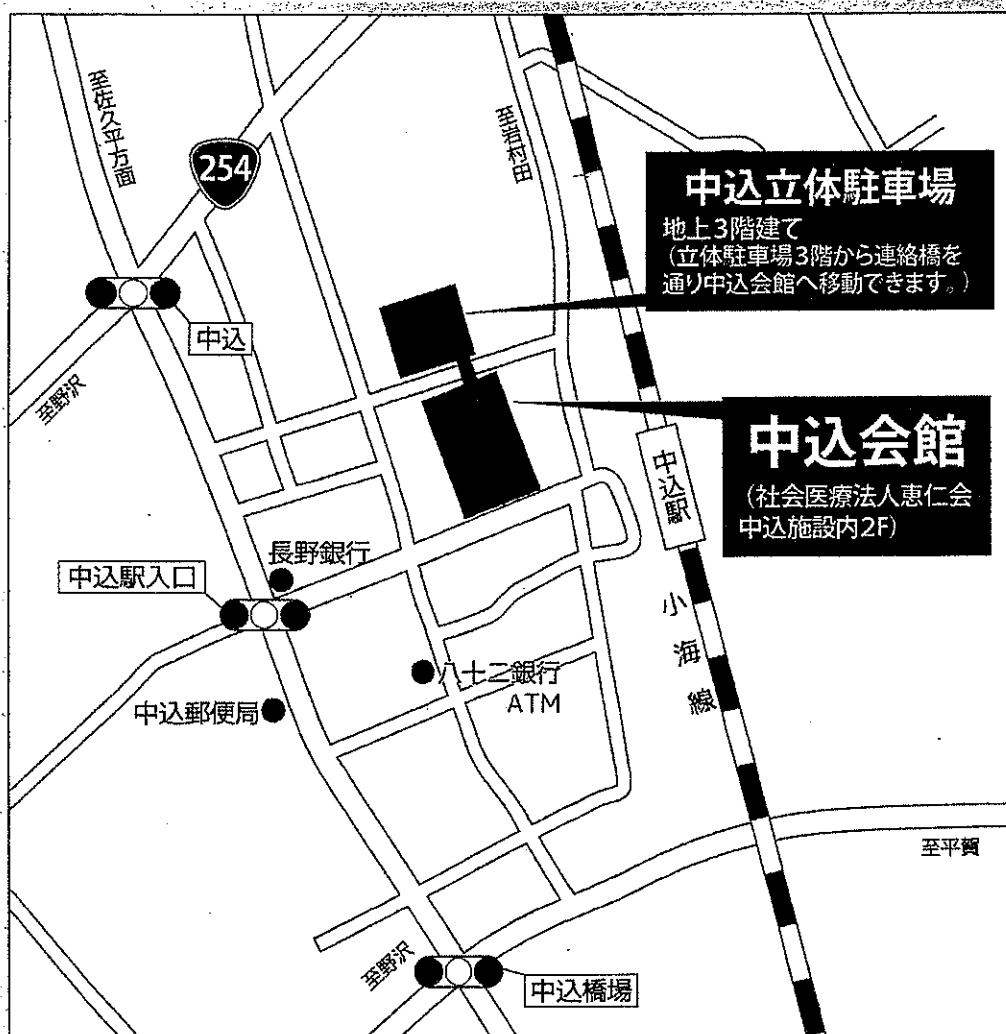 至佐久平方面
254
至岩村田
中込立体駐車場
地上3階建て
(立体駐車場3階から連絡橋を
通り中込会館へ移動できます。)
中込
至野沢
中込会館
(社会医療法人恵仁会
中込施設内2F)
中込駅
長野銀行
中込駅入口
小海線
八十二銀行
ATM
中込郵便局
至平賀
至野沢
中込橋場